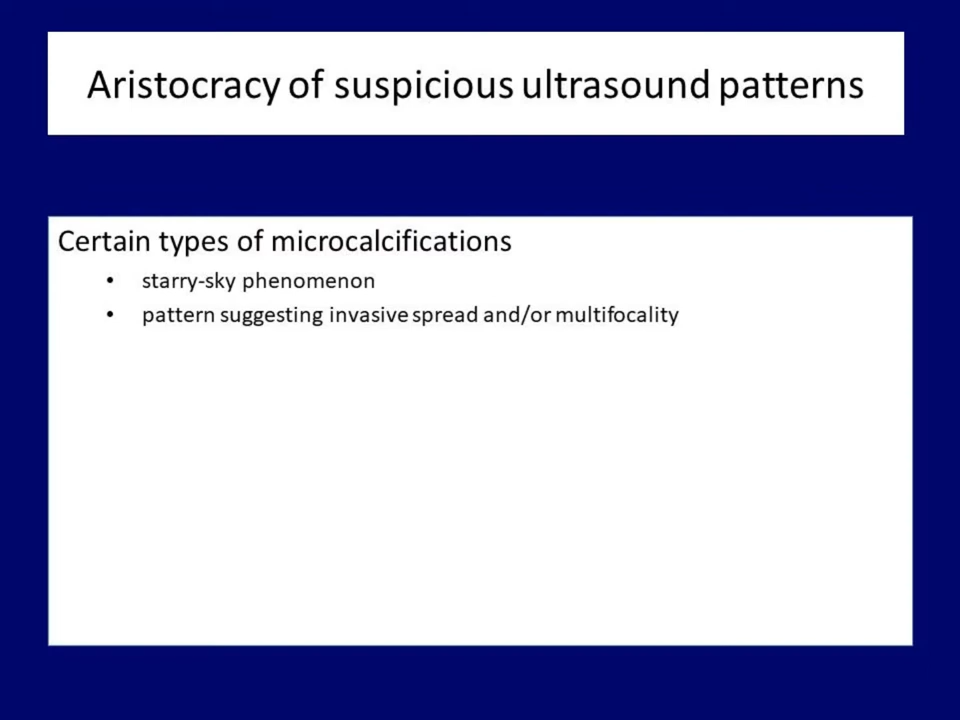 Aristocracy of suspicious ultrasound patterns
Certain types of microcalcifications
• starry-sky phenomenon
• pattern suggesting invasive spread and/or multifocality